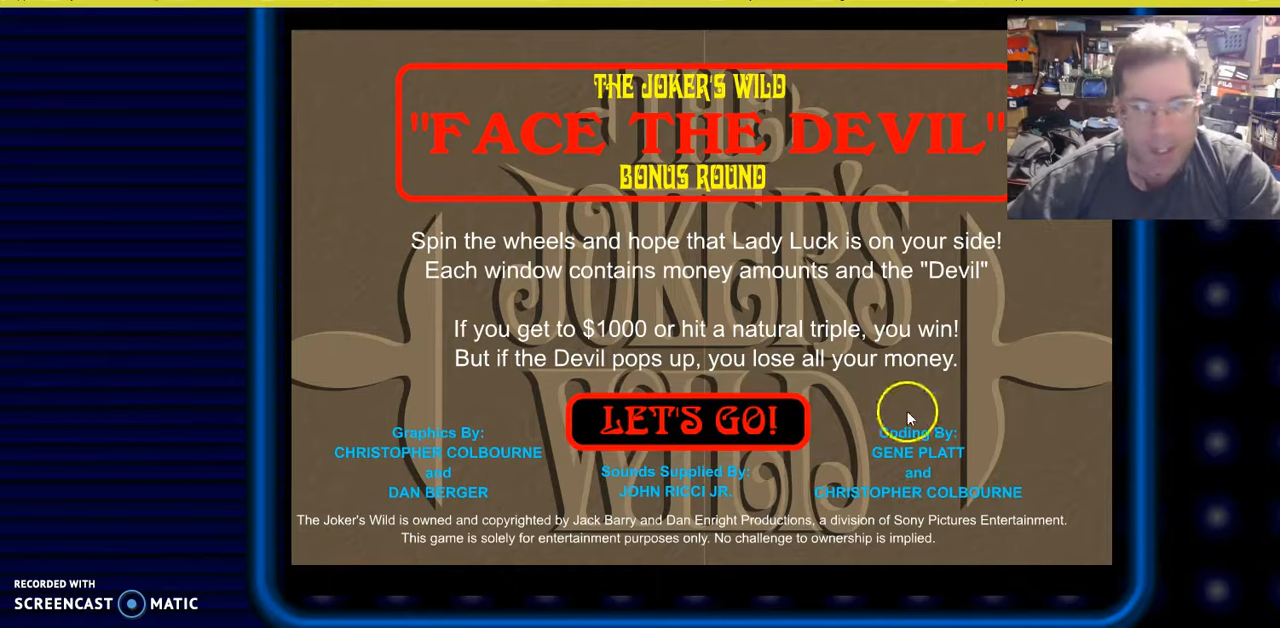 THE JOKER'S WILD
"FACE THE DEVIL"
BONUS ROUND
Spin the wheels and hope that Lady Luck is on your side!
Each window contains money amounts and the "Devil"
If you get to $1000 or hit a natural triple, you win!
But if the Devil pops up, you lose all your money.
LET'S GO!
Graphics By:
CHRISTOPHER COLBOURNE
and
DAN BERGER
Sounds Supplied By:
JOHN RICCI JR.
Coding By:
GENE PLATT
and
CHRISTOPHER COLBOURNE
The Joker's Wild is owned and copyrighted by Jack Barry and Dan Enright Productions, a division of Sony Pictures Entertainment.
This game is solely for entertainment purposes only. No challenge to ownership is implied.
THE
JOKER'S
WILD
RECORDED WITH
SCREENCAST MATIC
FILA